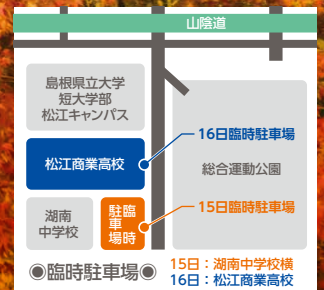 山陰道
島根県立大学
短大学部
松江キャンパス
16日臨時駐車場
松江商業高校
総合運動公園
湖南
中学校
臨時
駐車場
15日臨時駐車場
◉臨時駐車場◉
15日：湖南中学校横
16日：松江商業高校